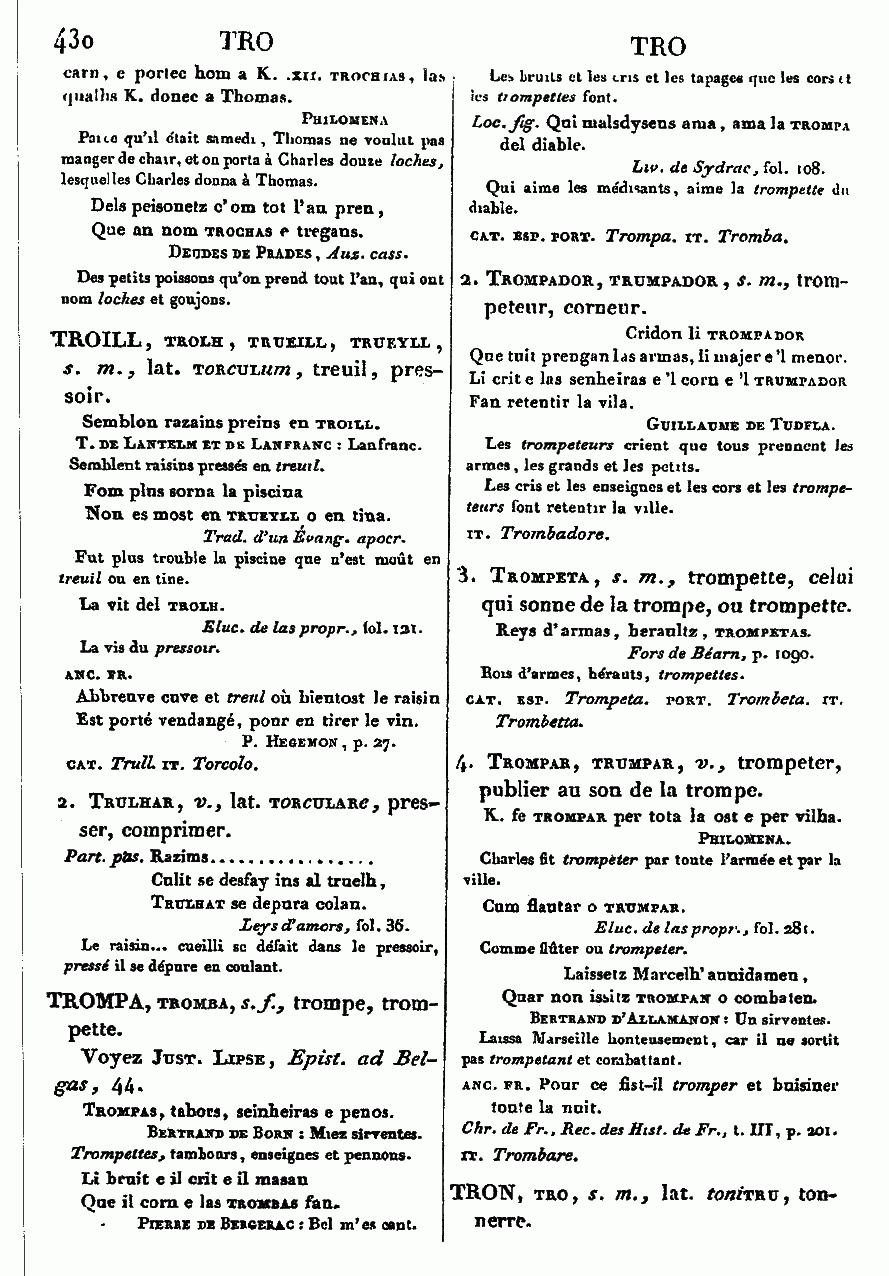 430 TRO
carn, e portec hom a K. .XII. TROCHIAS, las
quallas K. donec a Thomas.
PHILOMENA
Parce qu'il était samedi, Thomas ne voulut pas
manger de chair, et on porta à Charles douze loches,
lesquelles Charles donna à Thomas.
Dels peisonetz c'om tot l'an pren,
Que an nom TROCHAS e tregans.
DEUDES DE PRADES, Auz. cass.
Des petits poissons qu'on prend tout l'an, qui ont
nom loches et goujons.
TROILL, TROLH, TRUEILL, TRUEYLL,
s. m., lat. TORCULum, treuil, pres-
soir.
Semblon razains preins en TROILL.
T. DE LANTELM ET DE LANFRANC : Lanfranc.
Semblent raisins pressés en treuil.
Fom plus sorna la piscina
Non es most en TRUEYLL o en tina.
Trad. d'un Évang. apocr.
Fut plus trouble la piscine que n'est moût en
treuil ou en tine.
La vit del TROLH.
Eluc. de las propr., fol. 121.
La vis du pressoir.
ANC. FR.
Abbreuve cuve et treul où bientost le raisin
Est porté vendangé, pour en tirer le vin.
P. HEGEMON, p. 27.
CAT. Trull. IT. Torcolo.
2. TRULHAR, v., lat. TORCULARe, pres-
ser, comprimer.
Part. pas. Razims.................
Culit se desfay ins al truelh,
TRULHAT se depura colan.
Leys d'amors, fol. 36.
Le raisin... cueilli se défait dans le pressoir,
pressé il se dépure en coulant.
TROMPA, TROMBA, s. f., trompe, trom-
pette.
Voyez JUST. LIPSE, Epist. ad Bel-
gas, 44.
TROMPAS, tabors, seinheiras e penos.
BERTRAND DE BORN : Miez sirventes.
Trompettes, tambours, enseignes et pennons.
Li bruit e il crit e il masan
Que il corn e las TROMBAS fan.
PIERRE DE BERGERAC : Bel m'es cant.
TRO
Les bruits et les cris et les tapages que les cors et
les trompettes font.
Loc. fig. Qui malsdysens ama, ama la TROMPA
del diable.
Liv. de Sydrac, fol. 108.
Qui aime les médisants, aime la trompette du
diable.
CAT. ESP. PORT. Trompa. IT. Tromba.
2. TROMPADOR, TRUMPADOR, s. m., trom-
peteur, corneur.
Cridon li TROMPADOR
Que tuit prengan las armas, li majer e 'l menor.
Li crit e las senheiras e 'l corn e 'l TRUMPADOR
Fan retentir la vila.
GUILLAUME DE TUDELA.
Les trompeteurs crient que tous prennent les
armes, les grands et les petits.
Les cris et les enseignes et les cors et les trompe-
teurs font retentir la ville.
IT. Trombadore.
3. TROMPETA, s. m., trompette, celui
qui sonne de la trompe, ou trompette.
Reys d'armas, heraultz, TROMPETAS.
Fors de Béarn, p. 1090.
Rois d'armes, hérauts, trompettes.
CAT. ESP. Trompeta. PORT. Trombeta. IT.
Trombetta.
4. TROMPAR, TRUMPAR, v., trompeter,
publier au son de la trompe.
K. fe TROMPAR per tota la ost e per vilha.
PHILOMENA.
Charles fit trompeter par toute l'armée et par la
ville.
Cum flautar o TRUMPAR.
Eluc. de las propr., fol. 281.
Comme flûter ou trompeter.
Laissetz Marcelh' aunidamen,
Quar non issitz TROMPAN o combaten.
BERTRAND D'ALLAMANON : Un sirventes.
Laissa Marseille honteusement, car il ne sortit
pas trompetant et combattant.
ANC. FR. Pour ce fist-il tromper et buisiner
toute la nuit.
Chr. de Fr., Rec. des Hist. de Fr., t. III, p. 201.
IT. Trombare.
TRON, TRO, s. m., lat. toniTRU, ton-
nerre.